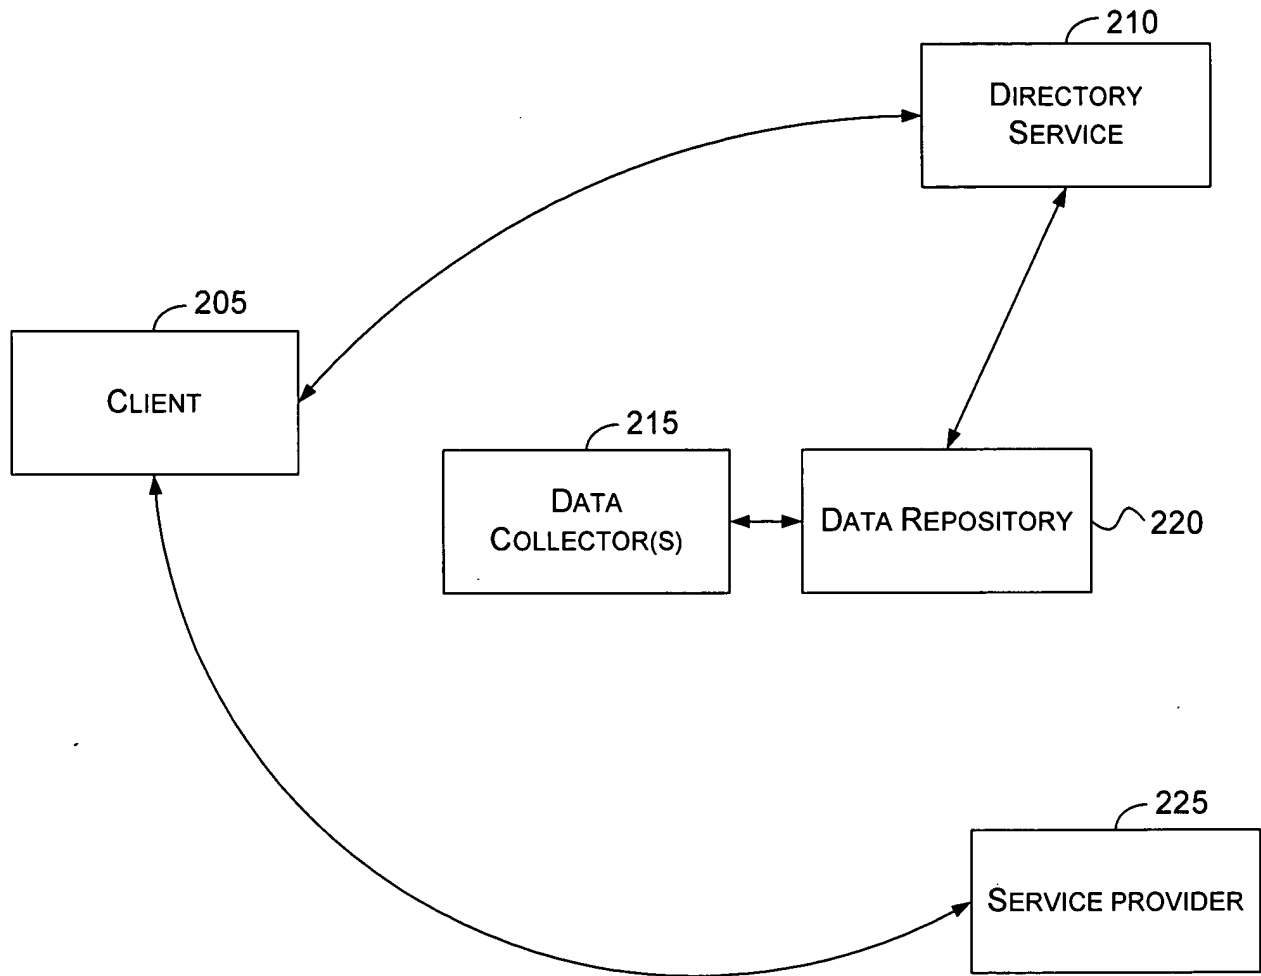 210
DIRECTORY
SERVICE
205
CLIENT
215
DATA
COLLECTOR(S)
DATA REPOSITORY
220
225
SERVICE PROVIDER